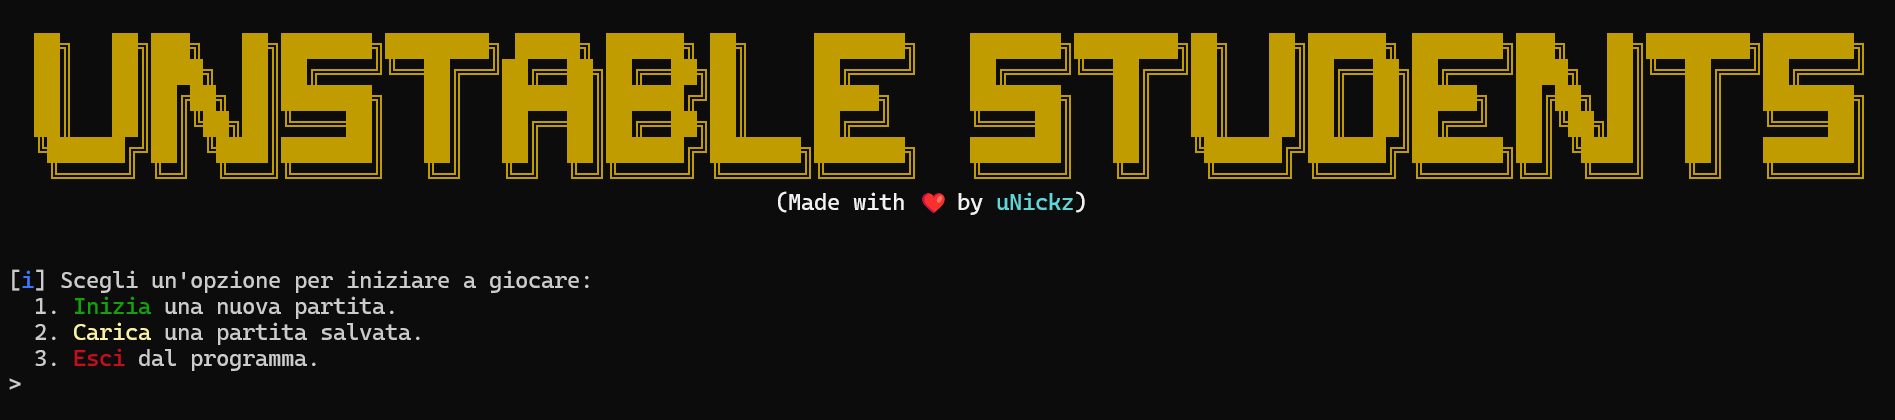 UNSTABLE STUDENTS
(Made with ❤️ by uNickz)
[i] Scegli un'opzione per iniziare a giocare:
1. Inizia una nuova partita.
2. Carica una partita salvata.
3. Esci dal programma.
>